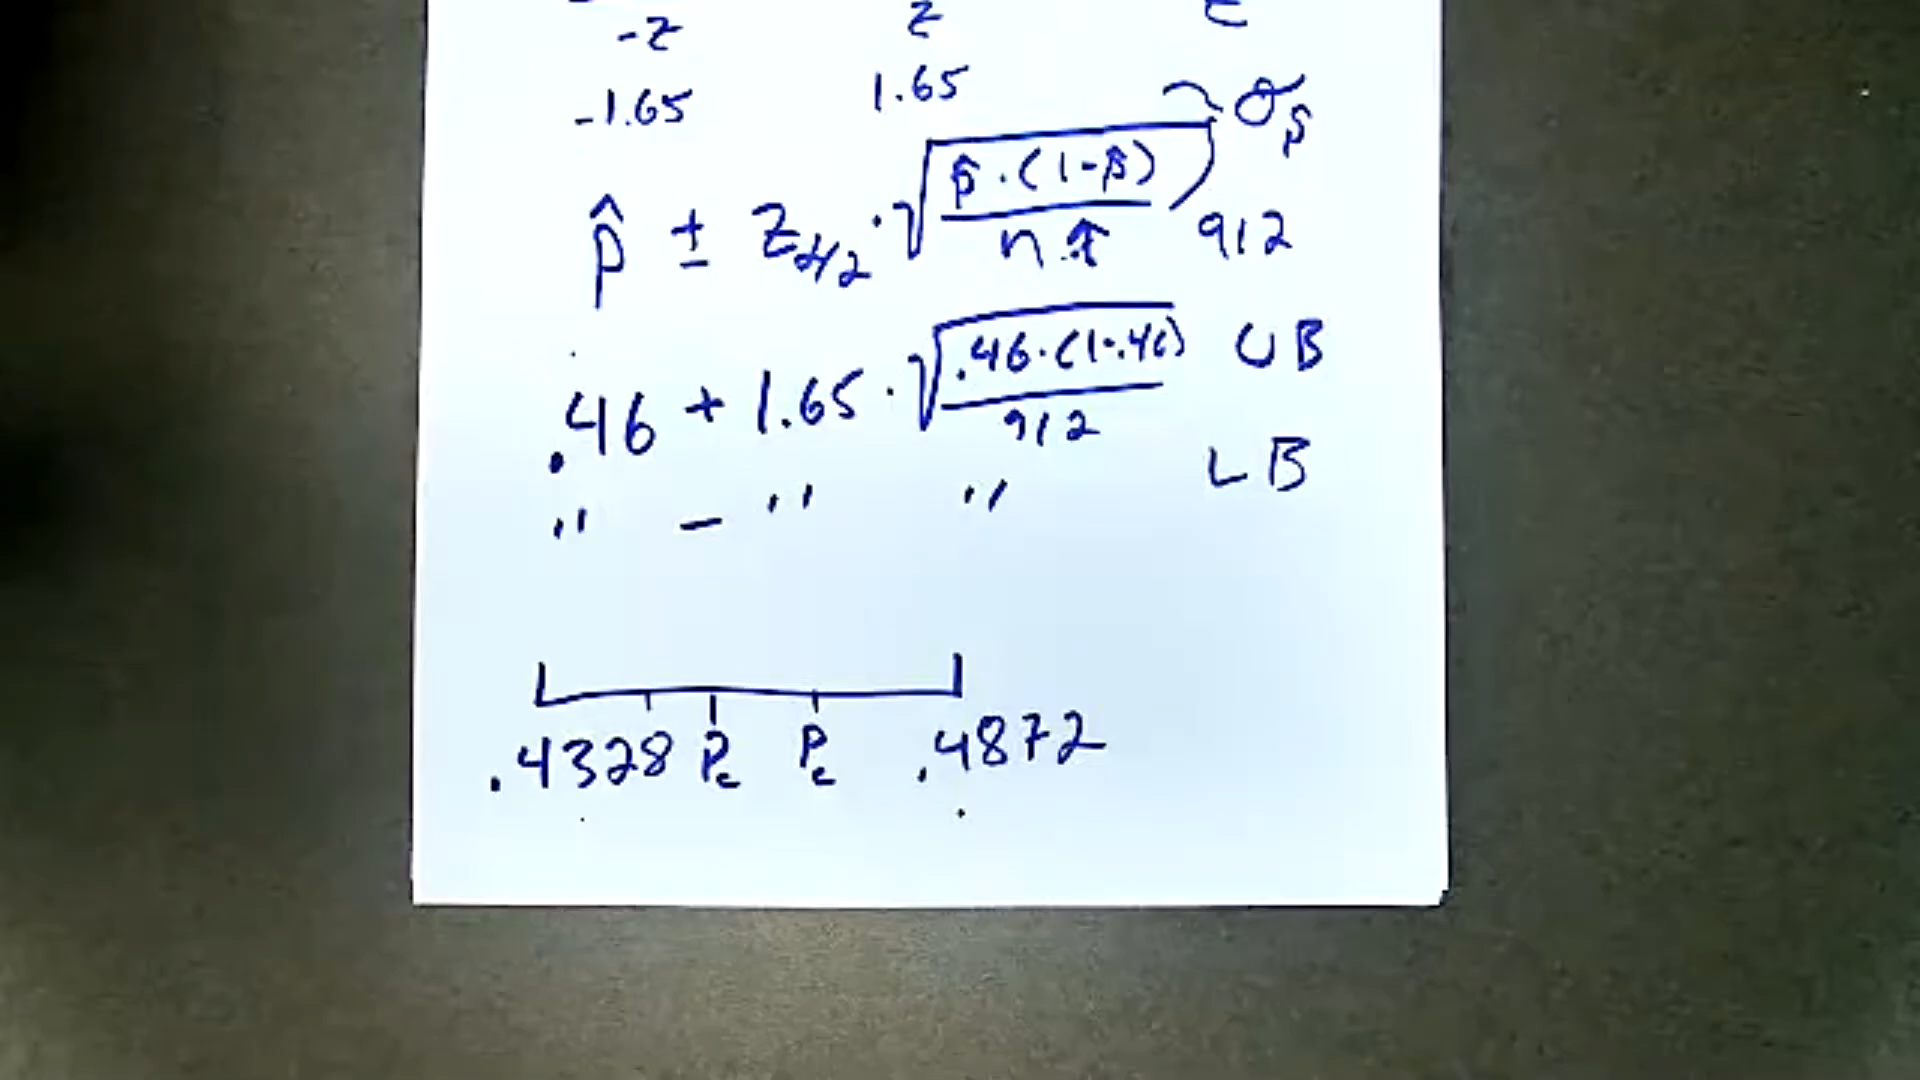 -z z
-1.65 1.65 σp̂
p̂ ± Z α/2 · √ p̂ · (1-p̂) / n 912
.46 + 1.65 · √ .46 · (1-.46) / 912 UB
" - " " LB
.4328 Pc Pc .4872